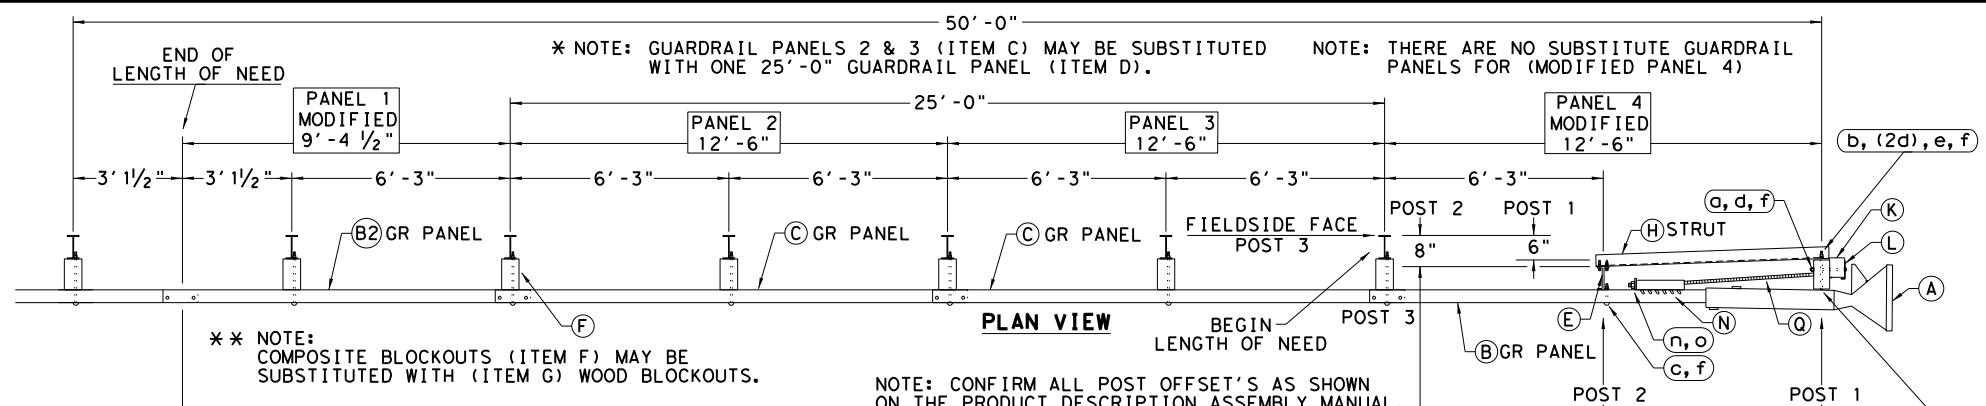 50'-0"
END OF
LENGTH OF NEED
* NOTE: GUARDRAIL PANELS 2 & 3 (ITEM C) MAY BE SUBSTITUTED
WITH ONE 25'-0" GUARDRAIL PANEL (ITEM D).
NOTE: THERE ARE NO SUBSTITUTE GUARDRAIL
PANELS FOR (MODIFIED PANEL 4)
25'-0"
PANEL 1
MODIFIED
9'-4 1/2"
PANEL 2
12'-6"
PANEL 3
12'-6"
PANEL 4
MODIFIED
12'-6"
b, (2d), e, f
3' 1 1/2"
3' 1 1/2"
6'-3"
6'-3"
6'-3"
6'-3"
6'-3"
6'-3"
B2 GR PANEL
C GR PANEL
C GR PANEL
FIELDSIDE FACE
POST 3
POST 2
8"
POST 1
6"
H STRUT
a, d, f
K
L
A
F
PLAN VIEW
BEGIN
LENGTH OF NEED
POST 3
B GR PANEL
E
n, o
N
Q
c, f
** NOTE:
COMPOSITE BLOCKOUTS (ITEM F) MAY BE
SUBSTITUTED WITH (ITEM G) WOOD BLOCKOUTS.
NOTE: CONFIRM ALL POST OFFSET'S AS SHOWN
ON THE PRODUCT DESCRIPTION ASSEMBLY MANUAL
POST 2
POST 1